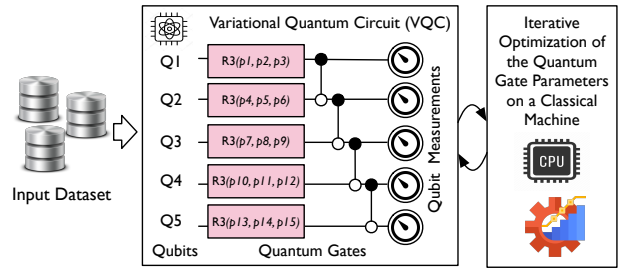 Variational Quantum Circuit (VQC)
Q1
R3(p1, p2, p3)
Q2
R3(p4, p5, p6)
Q3
R3(p7, p8, p9)
Q4
R3(p10, p11, p12)
Q5
R3(p13, p14, p15)
Qubits
Quantum Gates
Qubit Measurements
Input Dataset
Iterative
Optimization of
the Quantum
Gate Parameters
on a Classical
Machine
CPU